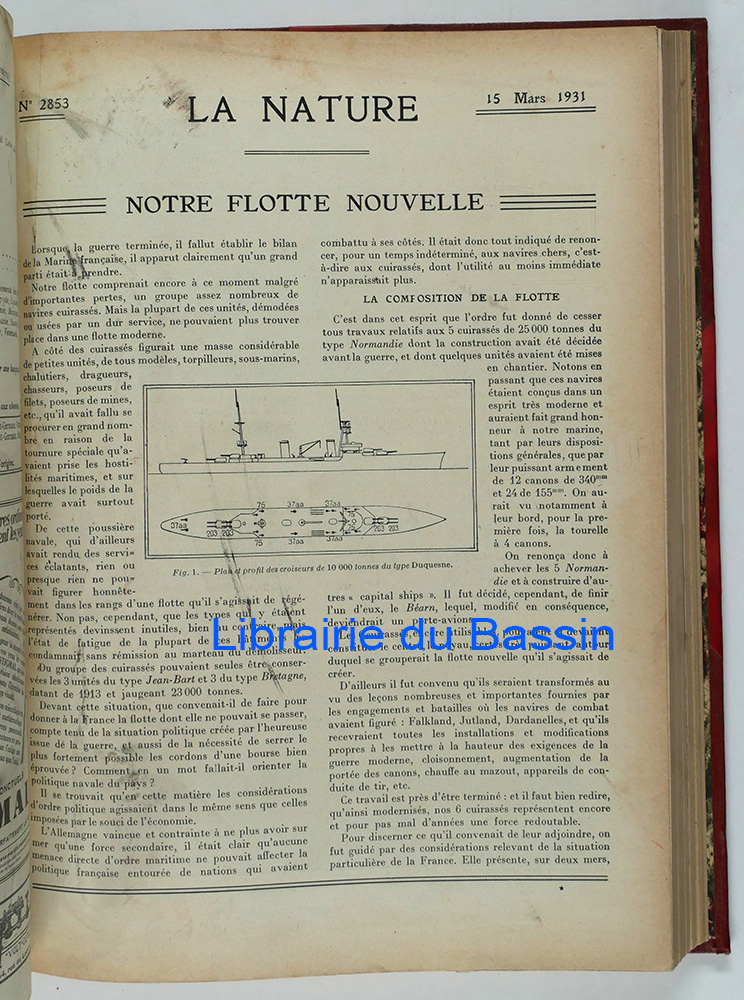 N° 2853
LA NATURE
15 Mars 1931
NOTRE FLOTTE NOUVELLE
Lorsque, la guerre terminée, il fallut établir le bilan
de la Marine française, il apparut clairement qu'un grand
parti était à prendre.
Notre flotte comprenait encore à ce moment malgré
d'importantes pertes, un groupe assez nombreux de
navires cuirassés. Mais la plupart de ces unités, démodées
ou usées par un dur service, ne pouvaient plus trouver
place dans une flotte moderne.
A côté des cuirassés figurait une masse considérable
de petites unités, de tous modèles, torpilleurs, sous-marins,
chalutiers, dragueurs,
chasseurs, poseurs de
filets, poseurs de mines,
etc., qu'il avait fallu se
procurer en grand nom-
bre en raison de la
tournure spéciale qu'a-
vaient prise les hosti-
lités maritimes, et sur
lesquelles le poids de la
guerre avait surtout
porté.
De cette poussière
navale, qui d'ailleurs
avait rendu des servi-
ces éclatants, rien ou
presque rien ne pou-
vait figurer honnête-
ment dans les rangs d'une flotte qu'il s'agissait de régé-
nérer. Non pas, cependant, que les types qui y étaient
représentés devinssent inutiles, bien au contraire, mais
l'état de fatigue de la plupart de ces
condamnait sans rémission au marteau du démolisseur.
Du groupe des cuirassés pouvaient seules être conser-
vées les 3 unités du type Jean-Bart et 3 du type Bretagne,
datant de 1913 et jaugeant 23 000 tonnes.
Devant cette situation, que convenait-il de faire pour
donner à la France la flotte dont elle ne pouvait se passer,
compte tenu de la situation politique créée par l'heureuse
issue de la guerre, et aussi de la nécessité de serrer le
plus fortement possible les cordons d'une bourse bien
éprouvée ? Comment en un mot fallait-il orienter la
politique navale du pays ?
Il se trouvait qu'en cette matière les considérations
d'ordre politique agissaient dans le même sens que celles
imposées par le souci de l'économie.
L'Allemagne vaincue et contrainte à ne plus avoir sur
mer qu'une force secondaire, il était clair qu'aucune
menace directe d'ordre maritime ne pouvait affecter la
politique française entourée de nations qui avaient
combattu à ses côtés. Il était donc tout indiqué de renon-
cer, pour un temps indéterminé, aux navires chers, c'est-
à-dire aux cuirassés, dont l'utilité au moins immédiate
n'apparaissait plus.
LA COMPOSITION DE LA FLOTTE
C'est dans cet esprit que l'ordre fut donné de cesser
tous travaux relatifs aux 5 cuirassés de 25 000 tonnes du
type Normandie dont la construction avait été décidée
avant la guerre, et dont quelques unités avaient été mises
en chantier. Notons en
passant que ces navires
étaient conçus dans un
esprit très moderne et
auraient fait grand hon-
neur à notre marine,
tant par leurs disposi-
tions générales, que par
leur puissant armement
de 12 canons de 340mm
et 24 de 155mm. On au-
rait vu notamment à
leur bord, pour la pre-
mière fois, la tourelle
à 4 canons.
On renonça donc à
achever les 5 Norman-
die et à construire d'au-
tres « capital ships ». Il fut décidé, cependant, de finir
l'un d'eux, le Béarn, lequel, modifié en conséquence,
deviendrait un porte-avions.
duquel se grouperait la flotte nouvelle qu'il s'agissait de
créer.
D'ailleurs il fut convenu qu'ils seraient transformés au
vu des leçons nombreuses et importantes fournies par
les engagements et batailles où les navires de combat
avaient figuré : Falkland, Jutland, Dardanelles, et qu'ils
recevraient toutes les installations et modifications
propres à les mettre à la hauteur des exigences de la
guerre moderne, cloisonnement, augmentation de la
portée des canons, chauffe au mazout, appareils de con-
duite de tir, etc.
Ce travail est près d'être terminé : et il faut bien redire,
qu'ainsi modernisés, nos 6 cuirassés représentent encore
et pour pas mal d'années une force redoutable.
Pour discerner ce qu'il convenait de leur adjoindre, on
fut guidé par des considérations relevant de la situation
particulière de la France. Elle présente, sur deux mers,
75 37aa 75
37aa 203 203 203 203
75 37aa 75
Fig. 1. — Plan et profil des croiseurs de 10 000 tonnes du type Duquesne.
Librairie du Bassin